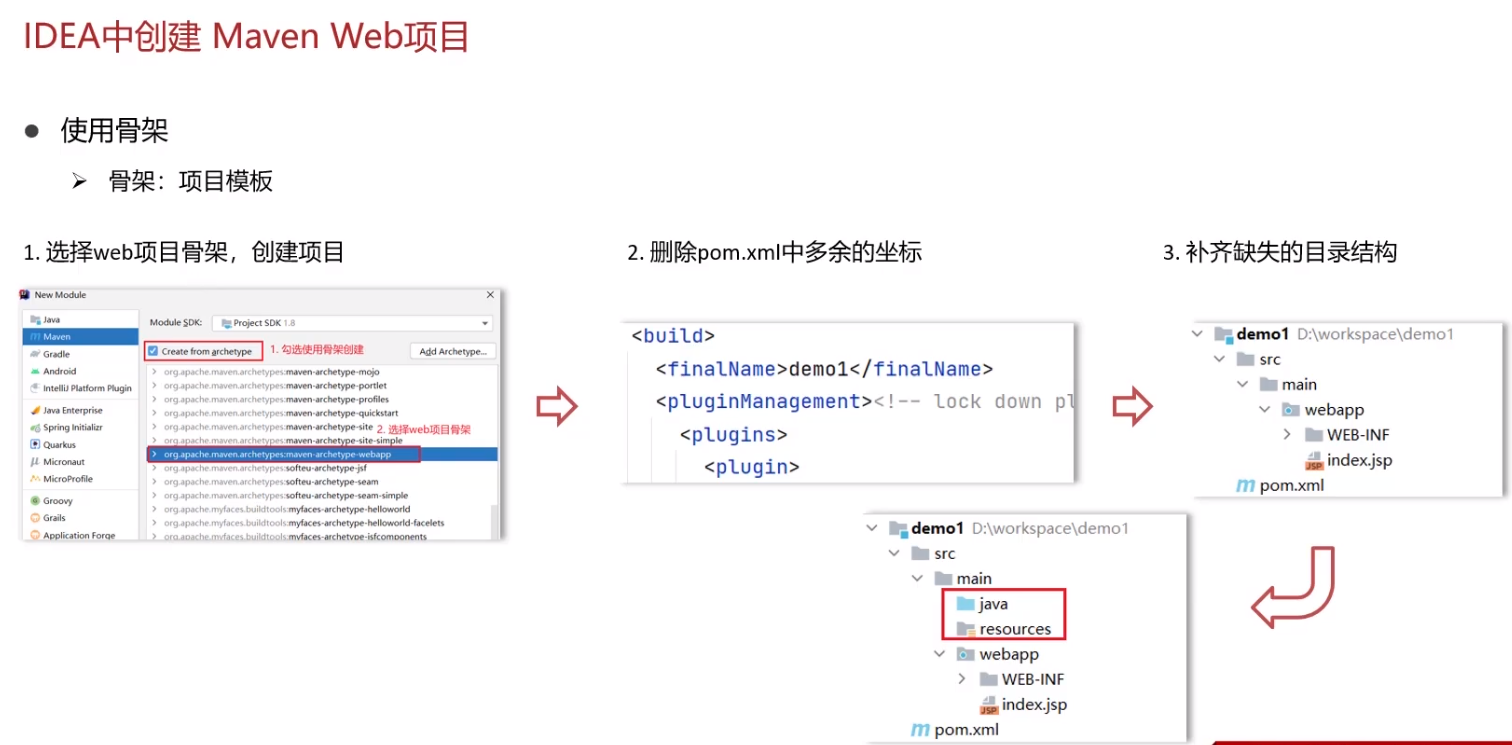 IDEA中创建 Maven Web项目
● 使用骨架
➢ 骨架：项目模板
1. 选择web项目骨架，创建项目
New Module
Java
Maven
Gradle
Android
IntelliJ Platform Plugin
Java Enterprise
Spring Initializr
Quarkus
Micronaut
MicroProfile
Groovy
Grails
Application Forge
Module SDK: Project SDK 1.8
Create from archetype 1. 勾选使用骨架创建 Add Archetype...
org.apache.maven.archetypes:maven-archetype-mojo
org.apache.maven.archetypes:maven-archetype-portlet
org.apache.maven.archetypes:maven-archetype-profiles
org.apache.maven.archetypes:maven-archetype-quickstart
org.apache.maven.archetypes:maven-archetype-site 2. 选择web项目骨架
org.apache.maven.archetypes:maven-archetype-site-simple
org.apache.maven.archetypes:maven-archetype-webapp
org.apache.maven.archetypes:softeu-archetype-jsf
org.apache.maven.archetypes:softeu-archetype-seam
org.apache.maven.archetypes:softeu-archetype-seam-simple
org.apache.myfaces.buildtools:myfaces-archetype-helloworld
org.apache.myfaces.buildtools:myfaces-archetype-helloworld-facelets
org.apache.myfaces.buildtools:myfaces-archetype-jsfcomponents
2. 删除pom.xml中多余的坐标
<build>
<finalName>demo1</finalName>
<pluginManagement><!-- lock down pl
<plugins>
<plugin>
3. 补齐缺失的目录结构
demo1 D:\workspace\demo1
src
main
webapp
WEB-INF
index.jsp
pom.xml
demo1 D:\workspace\demo1
src
main
java
resources
webapp
WEB-INF
index.jsp
pom.xml